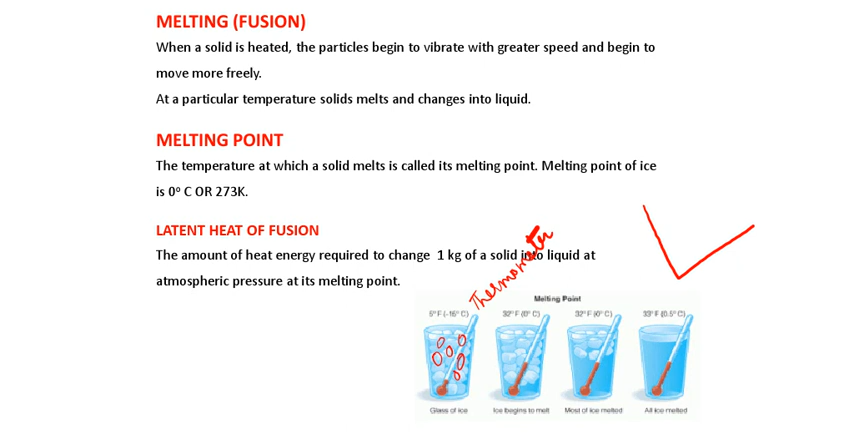 MELTING (FUSION)
When a solid is heated, the particles begin to vibrate with greater speed and begin to
move more freely.
At a particular temperature solids melts and changes into liquid.
MELTING POINT
The temperature at which a solid melts is called its melting point. Melting point of ice
is 0° C OR 273K.
LATENT HEAT OF FUSION
The amount of heat energy required to change 1 kg of a solid into liquid at
atmospheric pressure at its melting point.
Thermometer
Melting Point
5° F (-15° C) 32° F (0° C) 32° F (0° C) 33° F (0.5° C)
Glass of ice Ice begins to melt Most of ice melted All ice melted